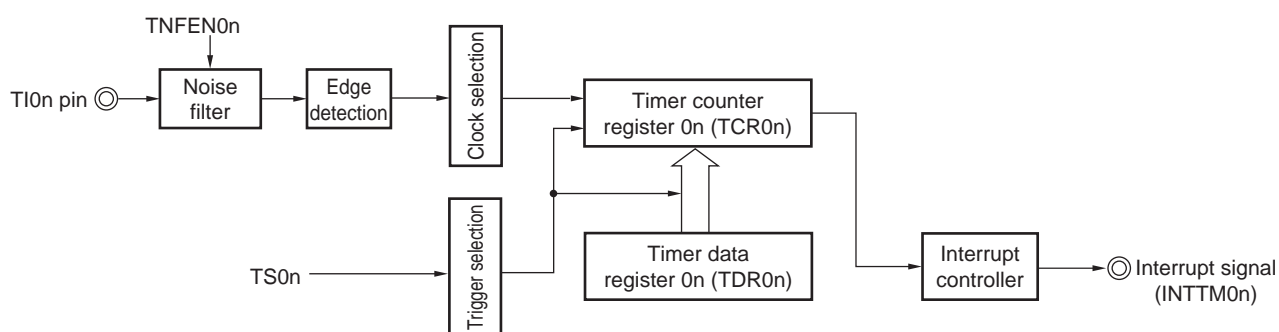 TNFEN0n
TI0n pin
Noise
filter
Edge
detection
Clock selection
Timer counter
register 0n (TCR0n)
TS0n
Trigger selection
Timer data
register 0n (TDR0n)
Interrupt
controller
Interrupt signal
(INTTM0n)